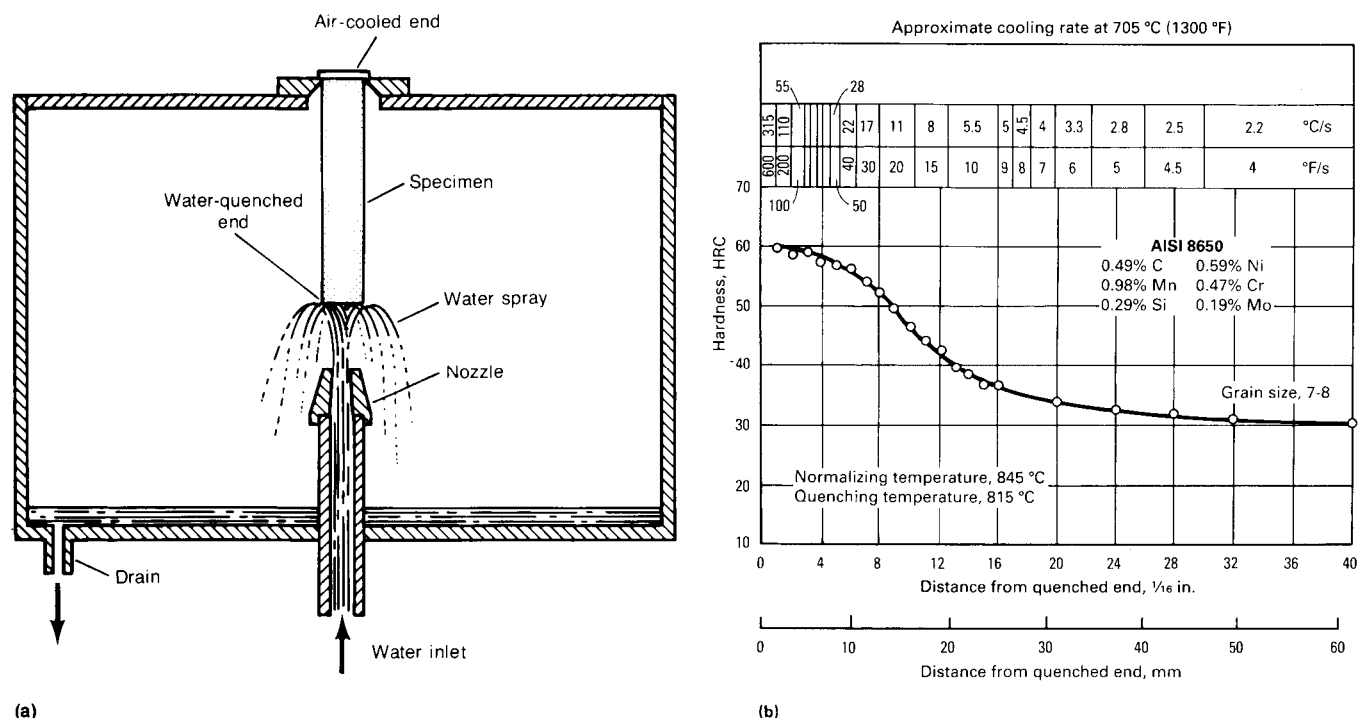 Air-cooled end
Specimen
Water-quenched
end
Water spray
Nozzle
Drain
Water inlet
(a)
Approximate cooling rate at 705 °C (1300 °F)
55 28
315 110 22 17 11 8 5.5 5 4.5 4 3.3 2.8 2.5 2.2 °C/s
600 200 40 30 20 15 10 9 8 7 6 5 4.5 4 °F/s
100 50
70
60
50
40
30
20
10
Hardness, HRC
AISI 8650
0.49% C 0.59% Ni
0.98% Mn 0.47% Cr
0.29% Si 0.19% Mo
Grain size, 7-8
Normalizing temperature, 845 °C
Quenching temperature, 815 °C
0 4 8 12 16 20 24 28 32 36 40
Distance from quenched end, 1/16 in.
0 10 20 30 40 50 60
Distance from quenched end, mm
(b)